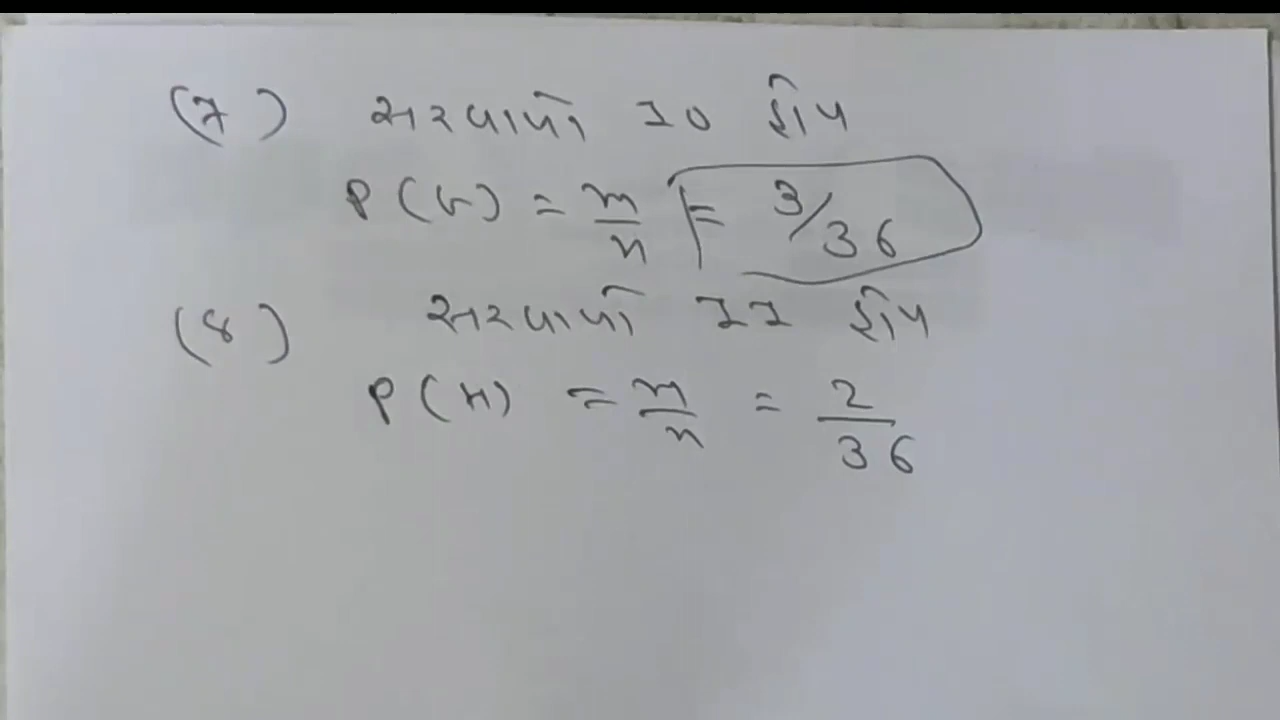 (7) સરવાળો 10 હોય
P(G) = m/n = 3/36
(8) સરવાળો 11 હોય
P(H) = m/n = 2/36